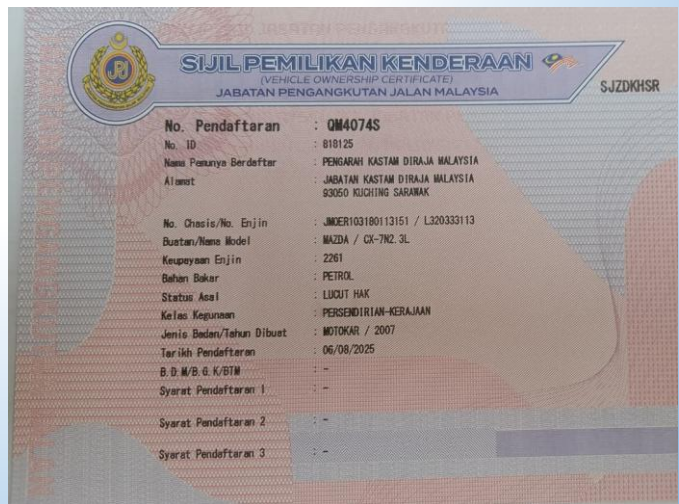 SIJIL PEMILIKAN KENDERAAN
(VEHICLE OWNERSHIP CERTIFICATE)
JABATAN PENGANGKUTAN JALAN MALAYSIA
SJZDKHSR
No. Pendaftaran : QM4074S
No. ID : 818125
Nama Pemunya Berdaftar : PENGARAH KASTAM DIRAJA MALAYSIA
Alamat : JABATAN KASTAM DIRAJA MALAYSIA
93050 KUCHING SARAWAK
No. Chasis/No. Enjin : JM0ER103180113151 / L320333113
Buatan/Nama Model : MAZDA / CX-7N2.3L
Keupayaan Enjin : 2261
Bahan Bakar : PETROL
Status Asal : LUCUT HAK
Kelas Kegunaan : PERSENDIRIAN-KERAJAAN
Jenis Badan/Tahun Dibuat : MOTOKAR / 2007
Tarikh Pendaftaran : 06/08/2025
B.D.M/B.G.K/BTM : -
Syarat Pendaftaran 1 : -
Syarat Pendaftaran 2 : -
Syarat Pendaftaran 3 : -